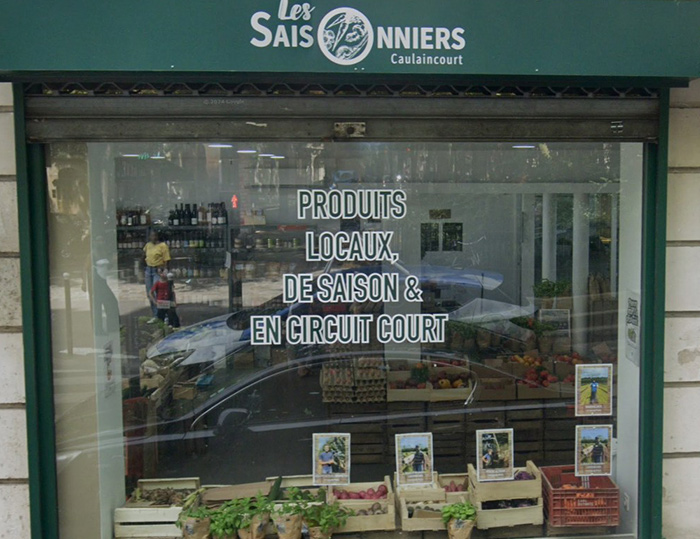 Les
SAISONNIERS
Caulaincourt
PRODUITS
LOCAUX,
DE SAISON &
EN CIRCUIT COURT